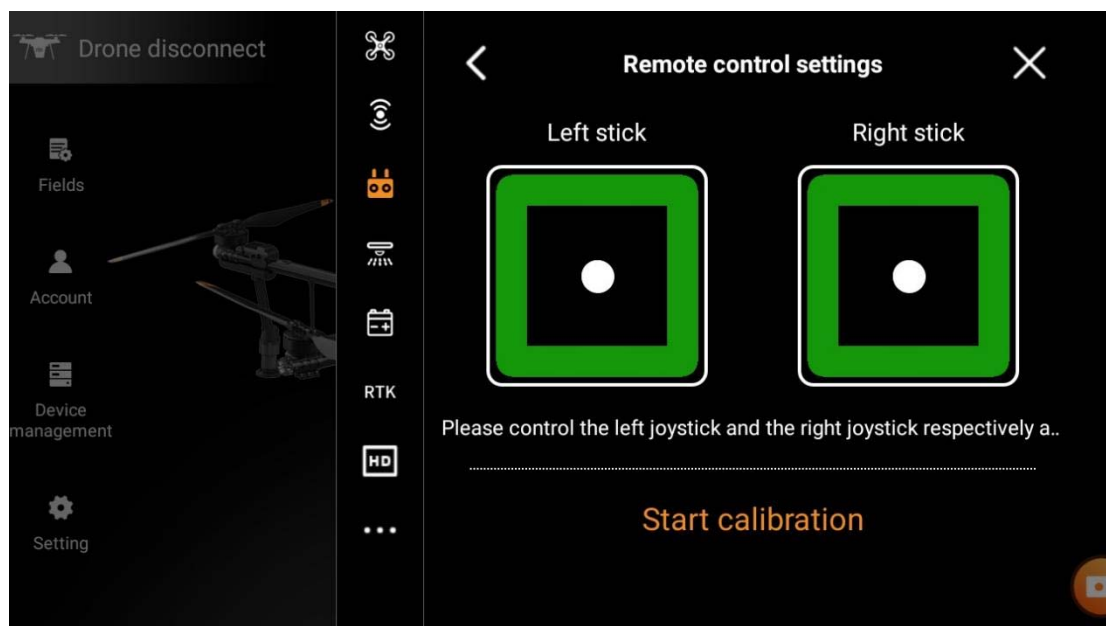 Drone disconnect
Fields
Account
Device
management
Setting
RTK
HD
Remote control settings
Left stick
Right stick
Please control the left joystick and the right joystick respectively a..
Start calibration